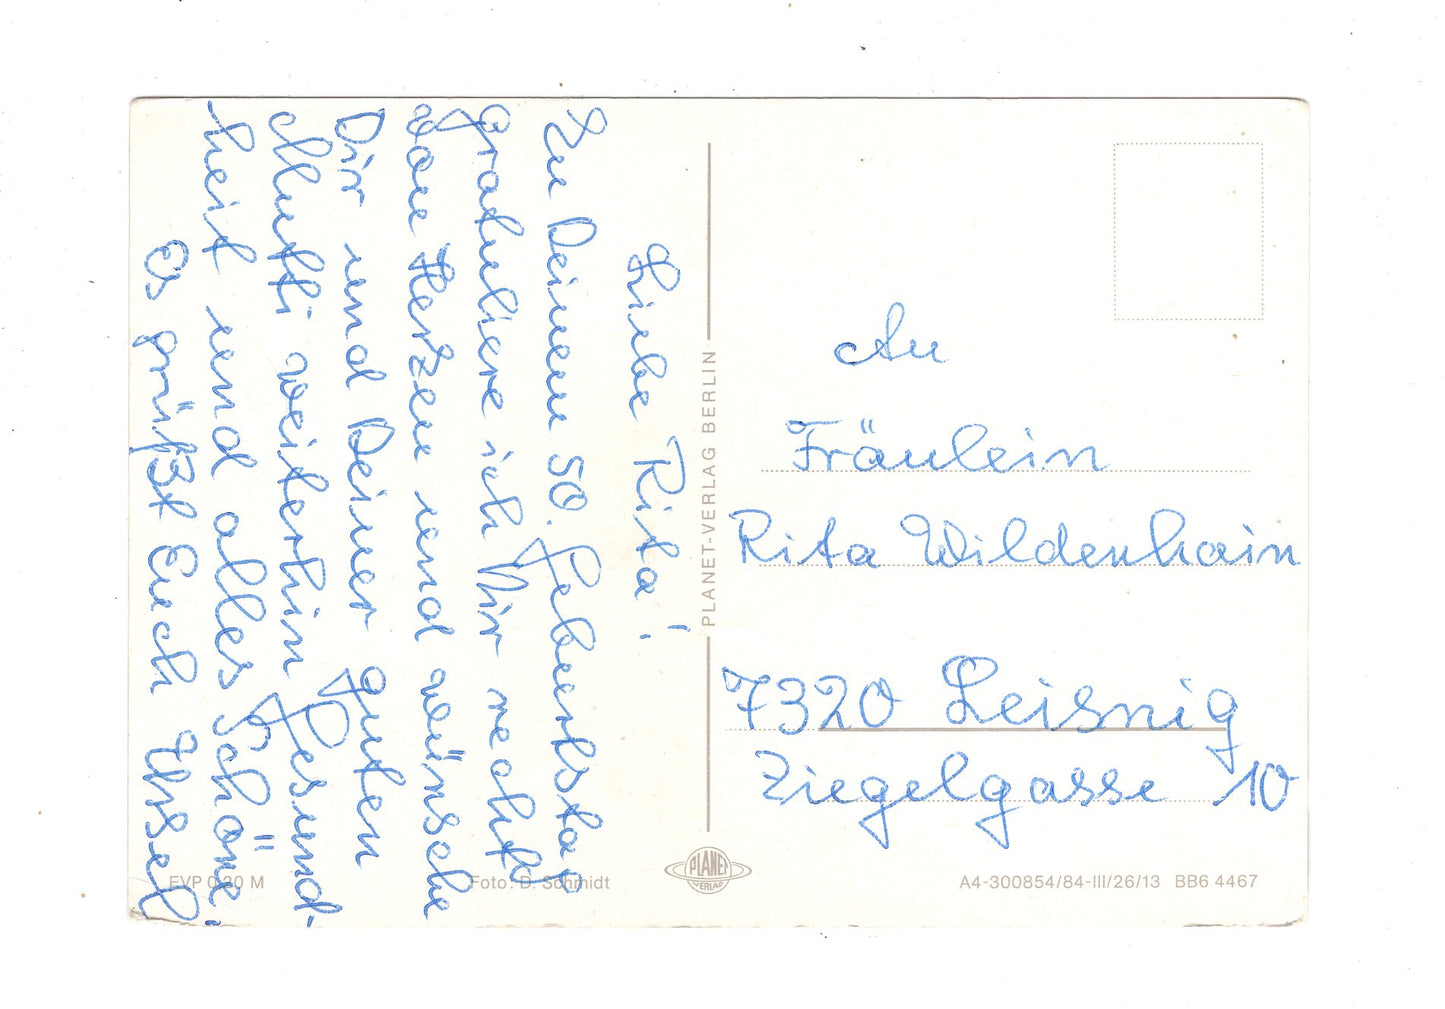 Liebe Rita!
Zu Deinem 50. Geburtstag
gratuliere ich Dir recht
von Herzen und wünsche
Dir und Deiner guten
Mutti weiterhin Gesund-
heit und alles Schöne.
Es grüßt Euch Ursel
PLANET-VERLAG BERLIN
An
Fräulein
Rita Wildenhain
7320 Leisnig
Ziegelgasse 10
EVP 0,20 M
Foto: D. Schmidt
PLANET
VERLAG
A4-300854/84-III/26/13 BB6 4467